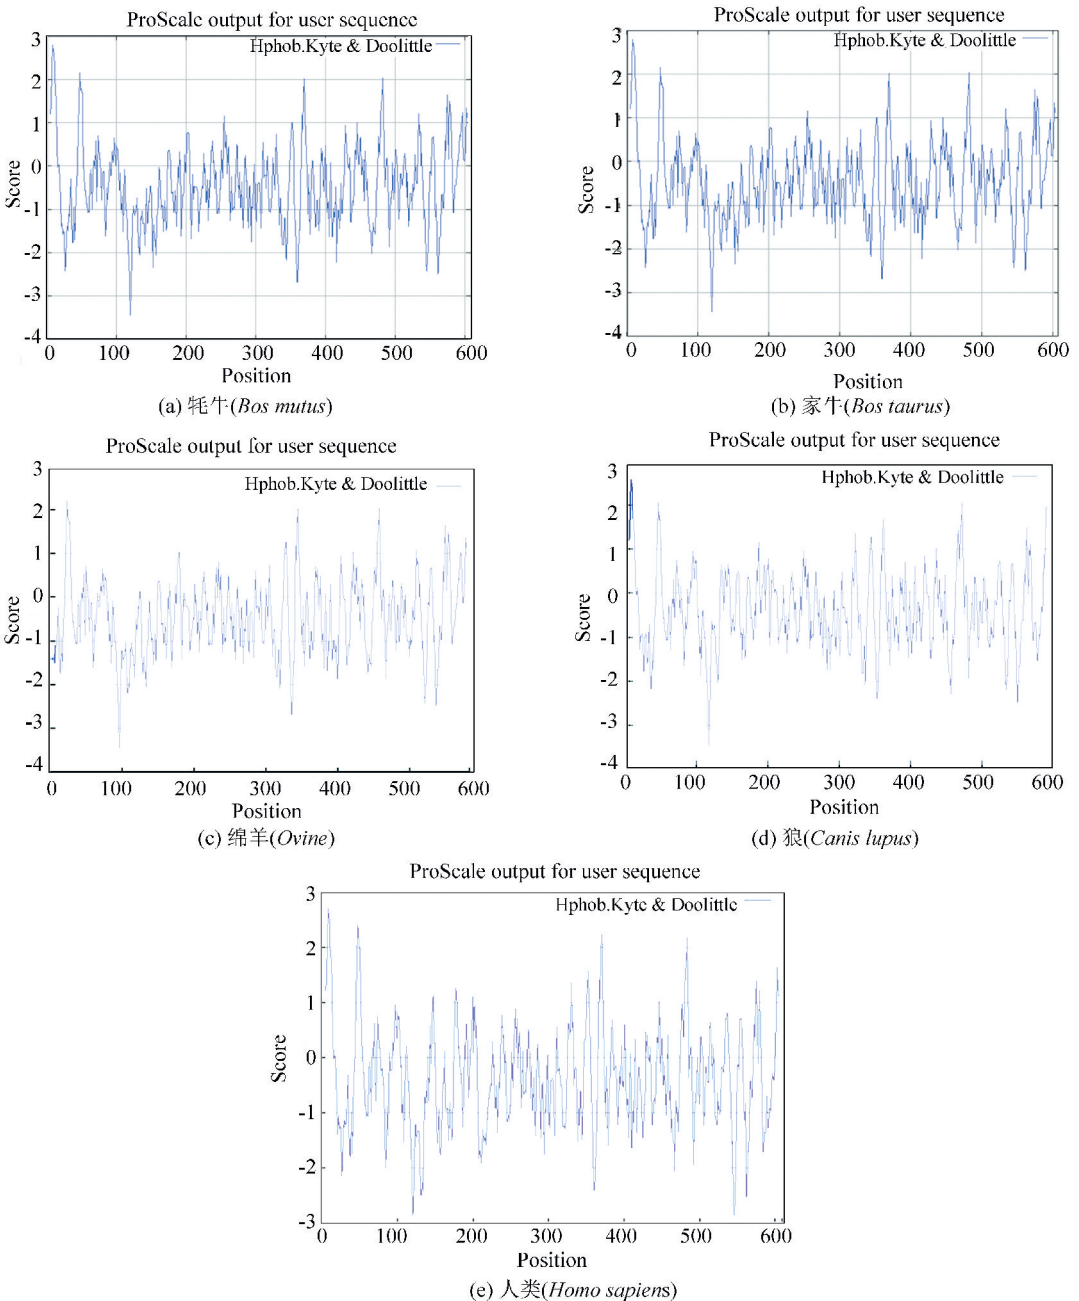 ProScale output for user sequence
Hphob.Kyte & Doolittle
3
2
1
0
-1
-2
-3
-4
Score
0 100 200 300 400 500 600
Position
(a) 牦牛(Bos mutus)
ProScale output for user sequence
Hphob.Kyte & Doolittle
3
2
1
0
-1
-2
-3
-4
Score
0 100 200 300 400 500 600
Position
(b) 家牛(Bos taurus)
ProScale output for user sequence
Hphob.Kyte & Doolittle
3
2
1
0
-1
-2
-3
-4
Score
0 100 200 300 400 500 600
Position
(c) 绵羊(Ovine)
ProScale output for user sequence
Hphob.Kyte & Doolittle
3
2
1
0
-1
-2
-3
-4
Score
0 100 200 300 400 500 600
Position
(d) 狼(Canis lupus)
ProScale output for user sequence
Hphob.Kyte & Doolittle
3
2
1
0
-1
-2
-3
Score
0 100 200 300 400 500 600
Position
(e) 人类(Homo sapiens)